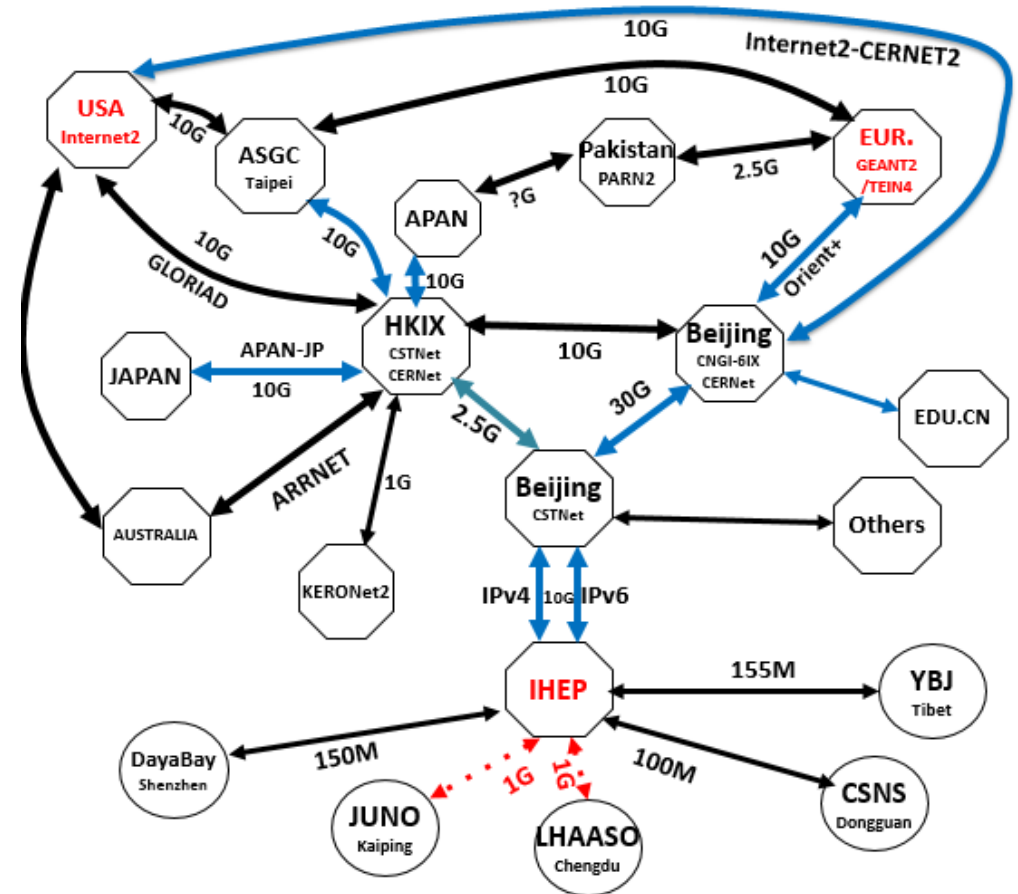 10G
Internet2-CERNET2
USA
Internet2
10G
10G
ASGC
Taipei
Pakistan
PARN2
2.5G
EUR.
GEANT2
/TEIN4
?G
APAN
10G
10G
GLORIAD
10G
10G
Orient+
HKIX
CSTNet
CERNet
10G
Beijing
CNGI-6IX
CERNet
JAPAN
APAN-JP
10G
2.5G
30G
EDU.CN
ARRNET
1G
Beijing
CSTNet
Others
AUSTRALIA
KERONet2
IPv4
10G
IPv6
IHEP
155M
YBJ
Tibet
150M
DayaBay
Shenzhen
1G
1G
100M
JUNO
Kaiping
LHAASO
Chengdu
CSNS
Dongguan